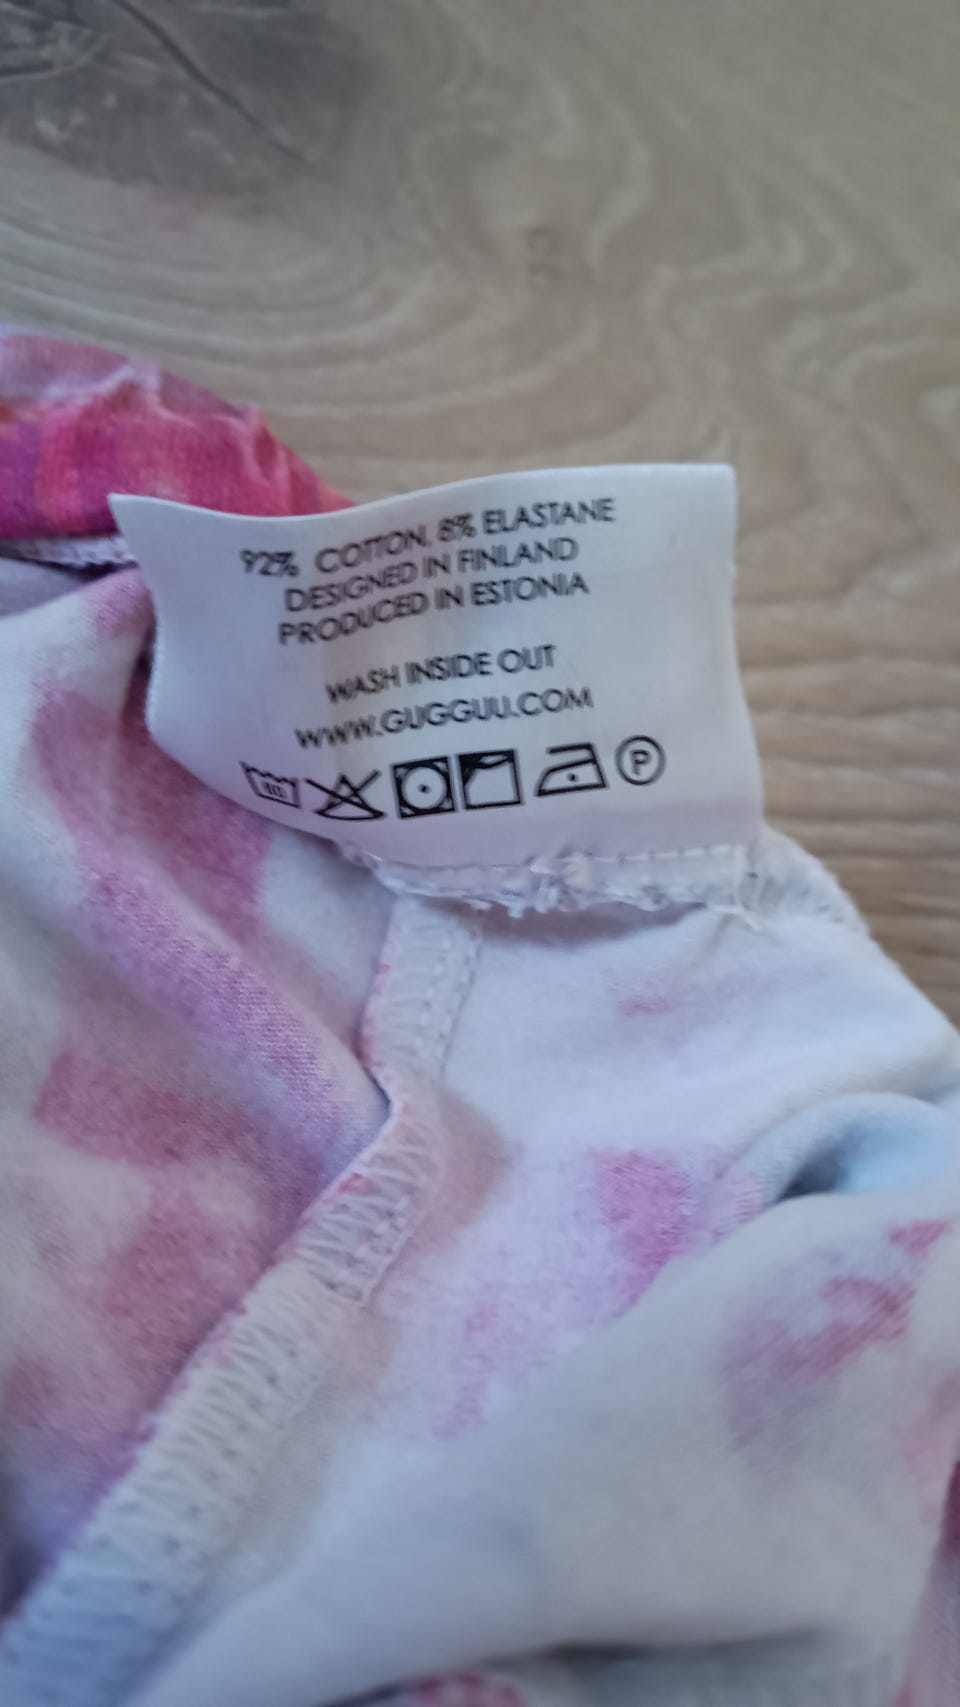 92% COTTON, 8% ELASTANE
DESIGNED IN FINLAND
PRODUCED IN ESTONIA
WASH INSIDE OUT
WWW.GUGGUU.COM
P